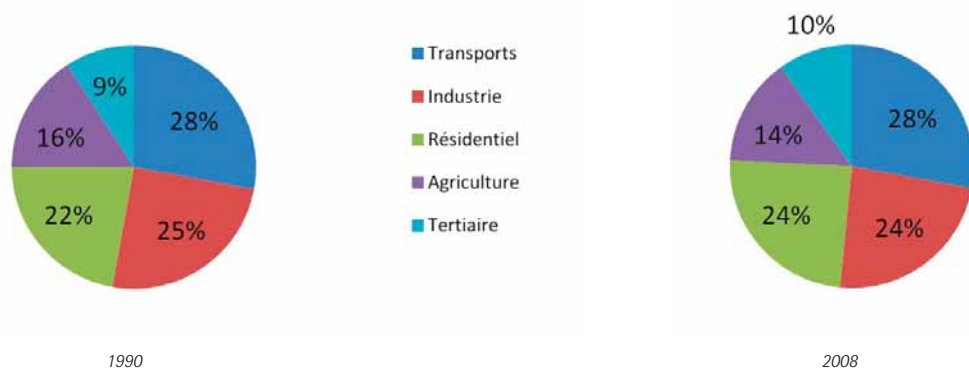 9%
28%
16%
22%
25%
Transports
Industrie
Résidentiel
Agriculture
Tertiaire
10%
28%
14%
24%
24%
1990
2008